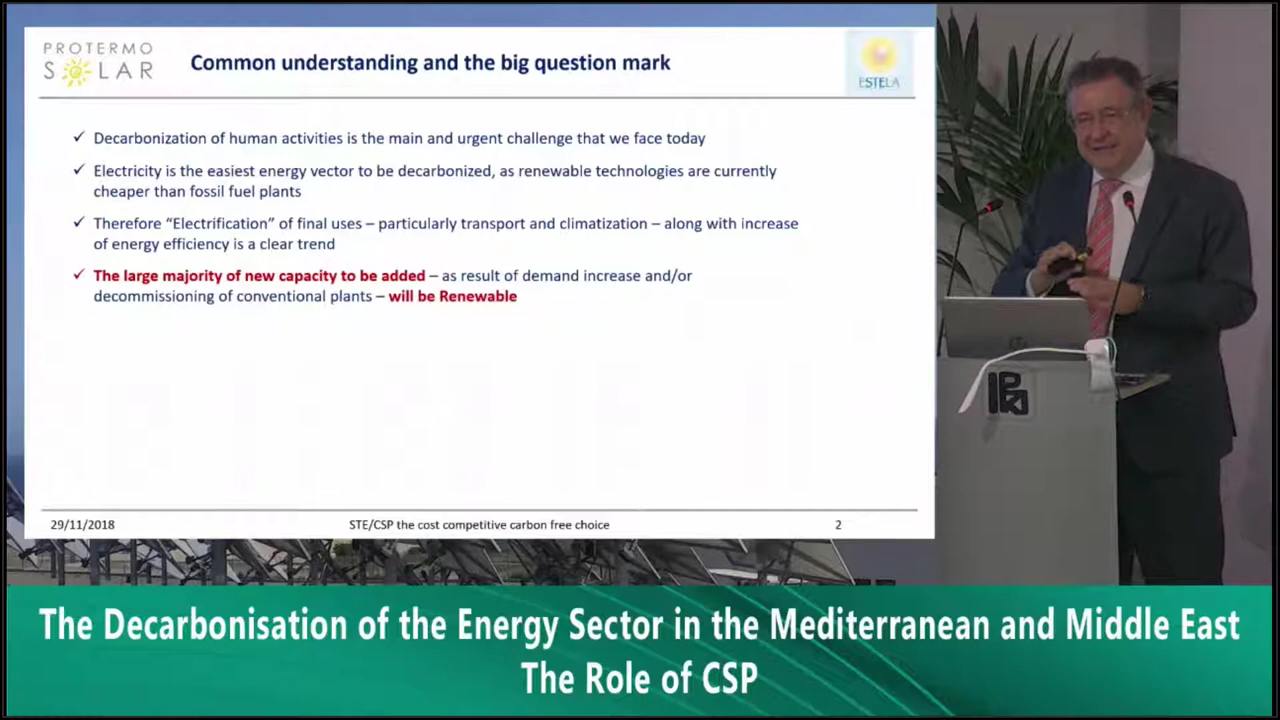 PROTERMO
SOLAR
Common understanding and the big question mark
ESTELA
✓ Decarbonization of human activities is the main and urgent challenge that we face today
✓ Electricity is the easiest energy vector to be decarbonized, as renewable technologies are currently
cheaper than fossil fuel plants
✓ Therefore “Electrification” of final uses – particularly transport and climatization – along with increase
of energy efficiency is a clear trend
✓ The large majority of new capacity to be added – as result of demand increase and/or
decommissioning of conventional plants – will be Renewable
29/11/2018
STE/CSP the cost competitive carbon free choice
2
The Decarbonisation of the Energy Sector in the Mediterranean and Middle East
The Role of CSP